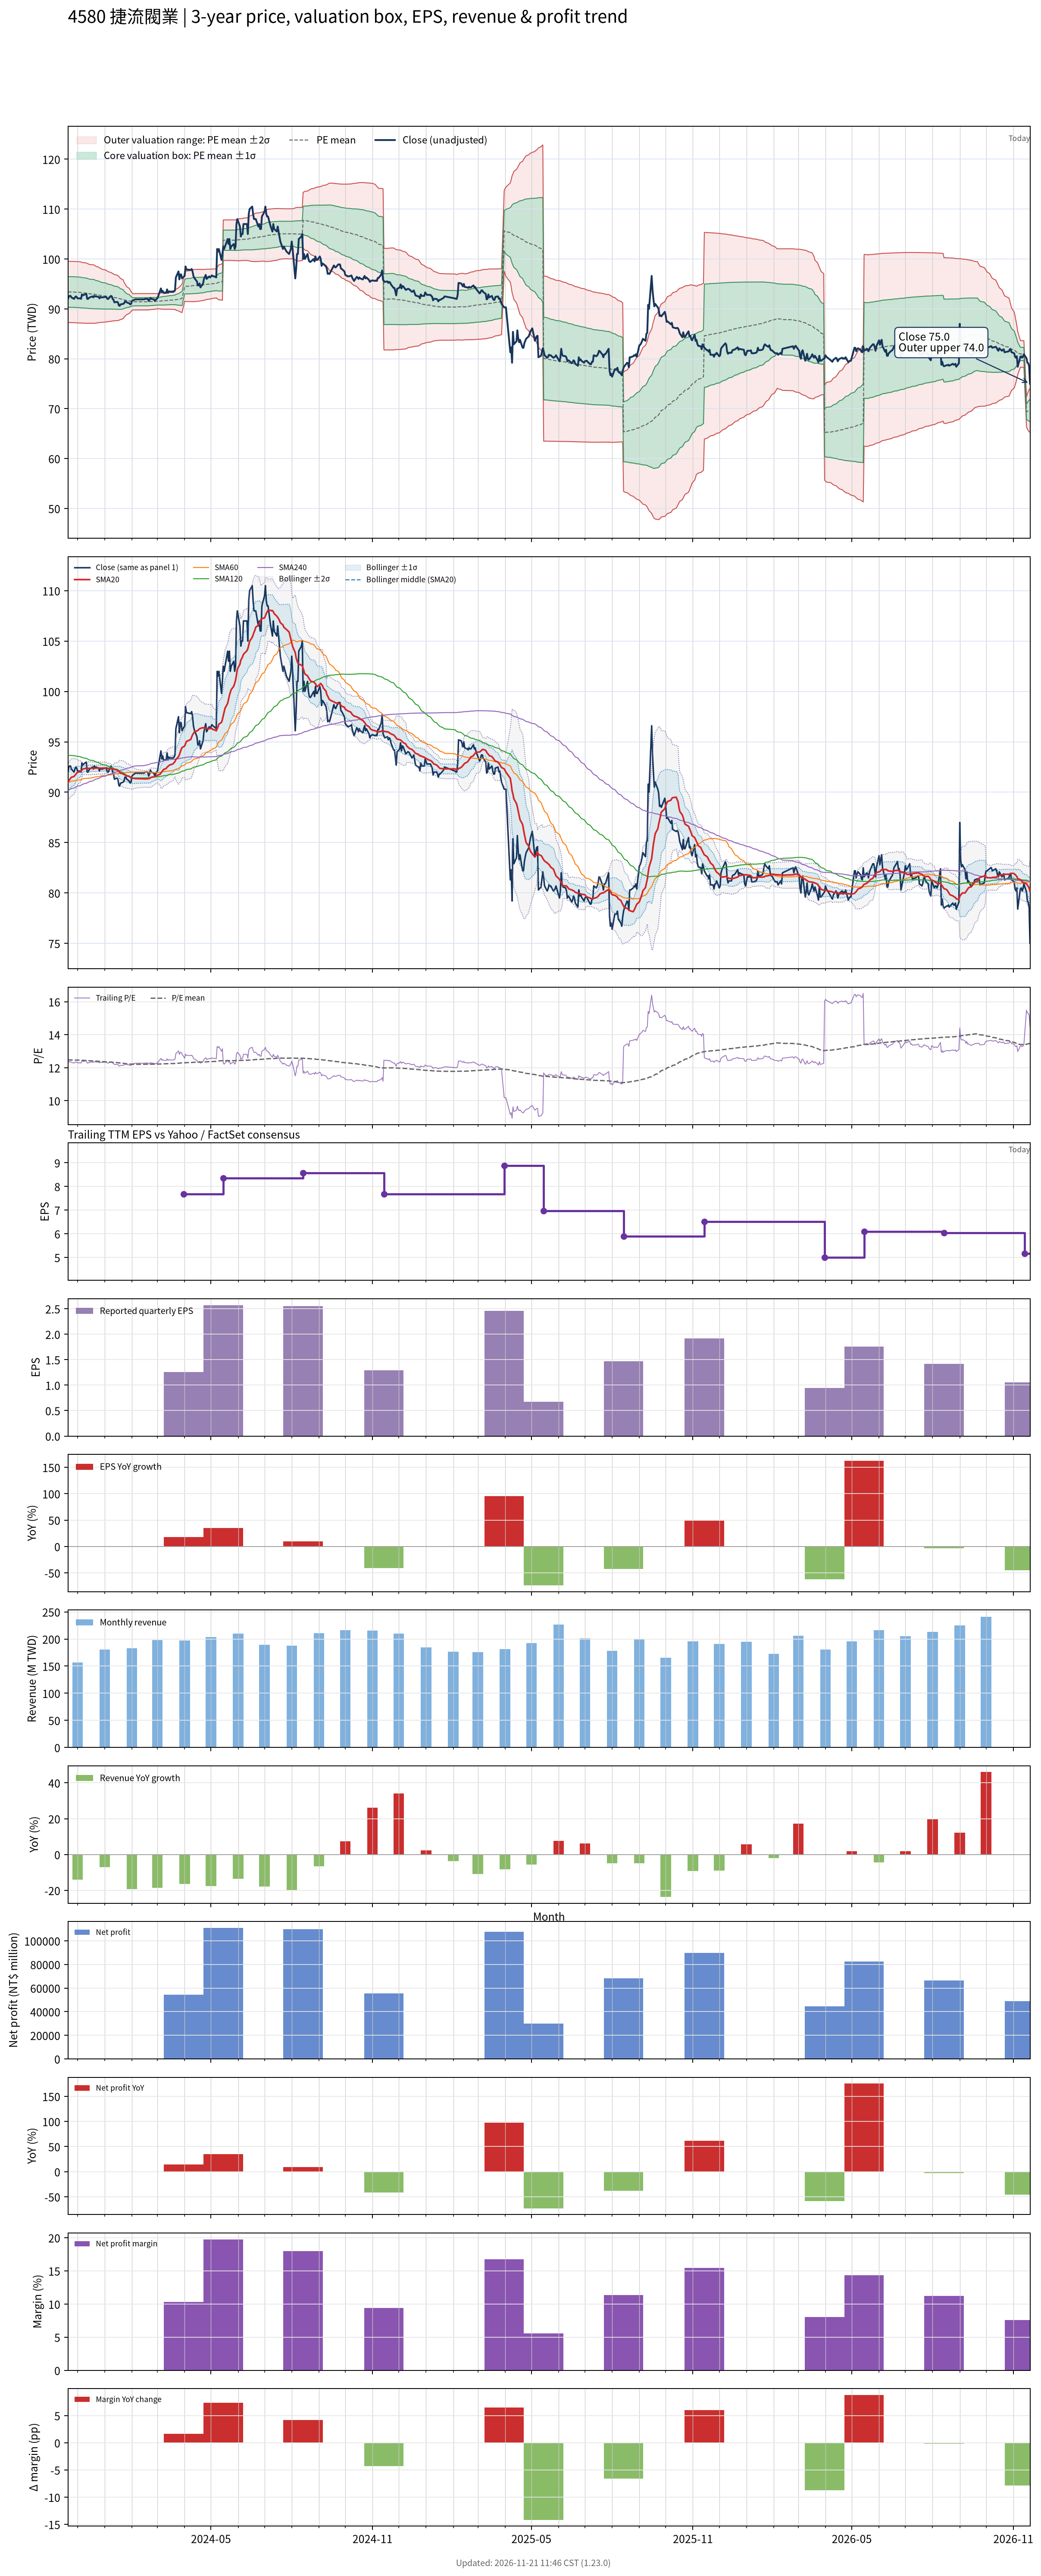 4580 捷流閥業 | 3-year price, valuation box, EPS, revenue & profit trend
Outer valuation range: PE mean ±2σ
PE mean
Close (unadjusted)
Core valuation box: PE mean ±1σ
Today
Price (TWD)
120
110
100
90
80
70
60
50
Close 75.0
Outer upper 74.0
Close (same as panel 1)
SMA20
SMA60
SMA120
SMA240
Bollinger ±2σ
Bollinger ±1σ
Bollinger middle (SMA20)
Price
110
105
100
95
90
85
80
75
Trailing P/E
P/E mean
P/E
16
14
12
10
Trailing TTM EPS vs Yahoo / FactSet consensus
Today
EPS
9
8
7
6
5
Reported quarterly EPS
EPS
2.5
2.0
1.5
1.0
0.5
0.0
EPS YoY growth
YoY (%)
150
100
50
0
-50
Monthly revenue
Revenue (M TWD)
250
200
150
100
50
0
Revenue YoY growth
YoY (%)
40
20
0
-20
Month
Net profit
Net profit (NT$ million)
100000
80000
60000
40000
20000
0
Net profit YoY
YoY (%)
150
100
50
0
-50
Net profit margin
Margin (%)
20
15
10
5
0
Margin YoY change
Δ margin (pp)
5
0
-5
-10
-15
2024-05
2024-11
2025-05
2025-11
2026-05
2026-11
Updated: 2026-11-21 11:46 CST (1.23.0)